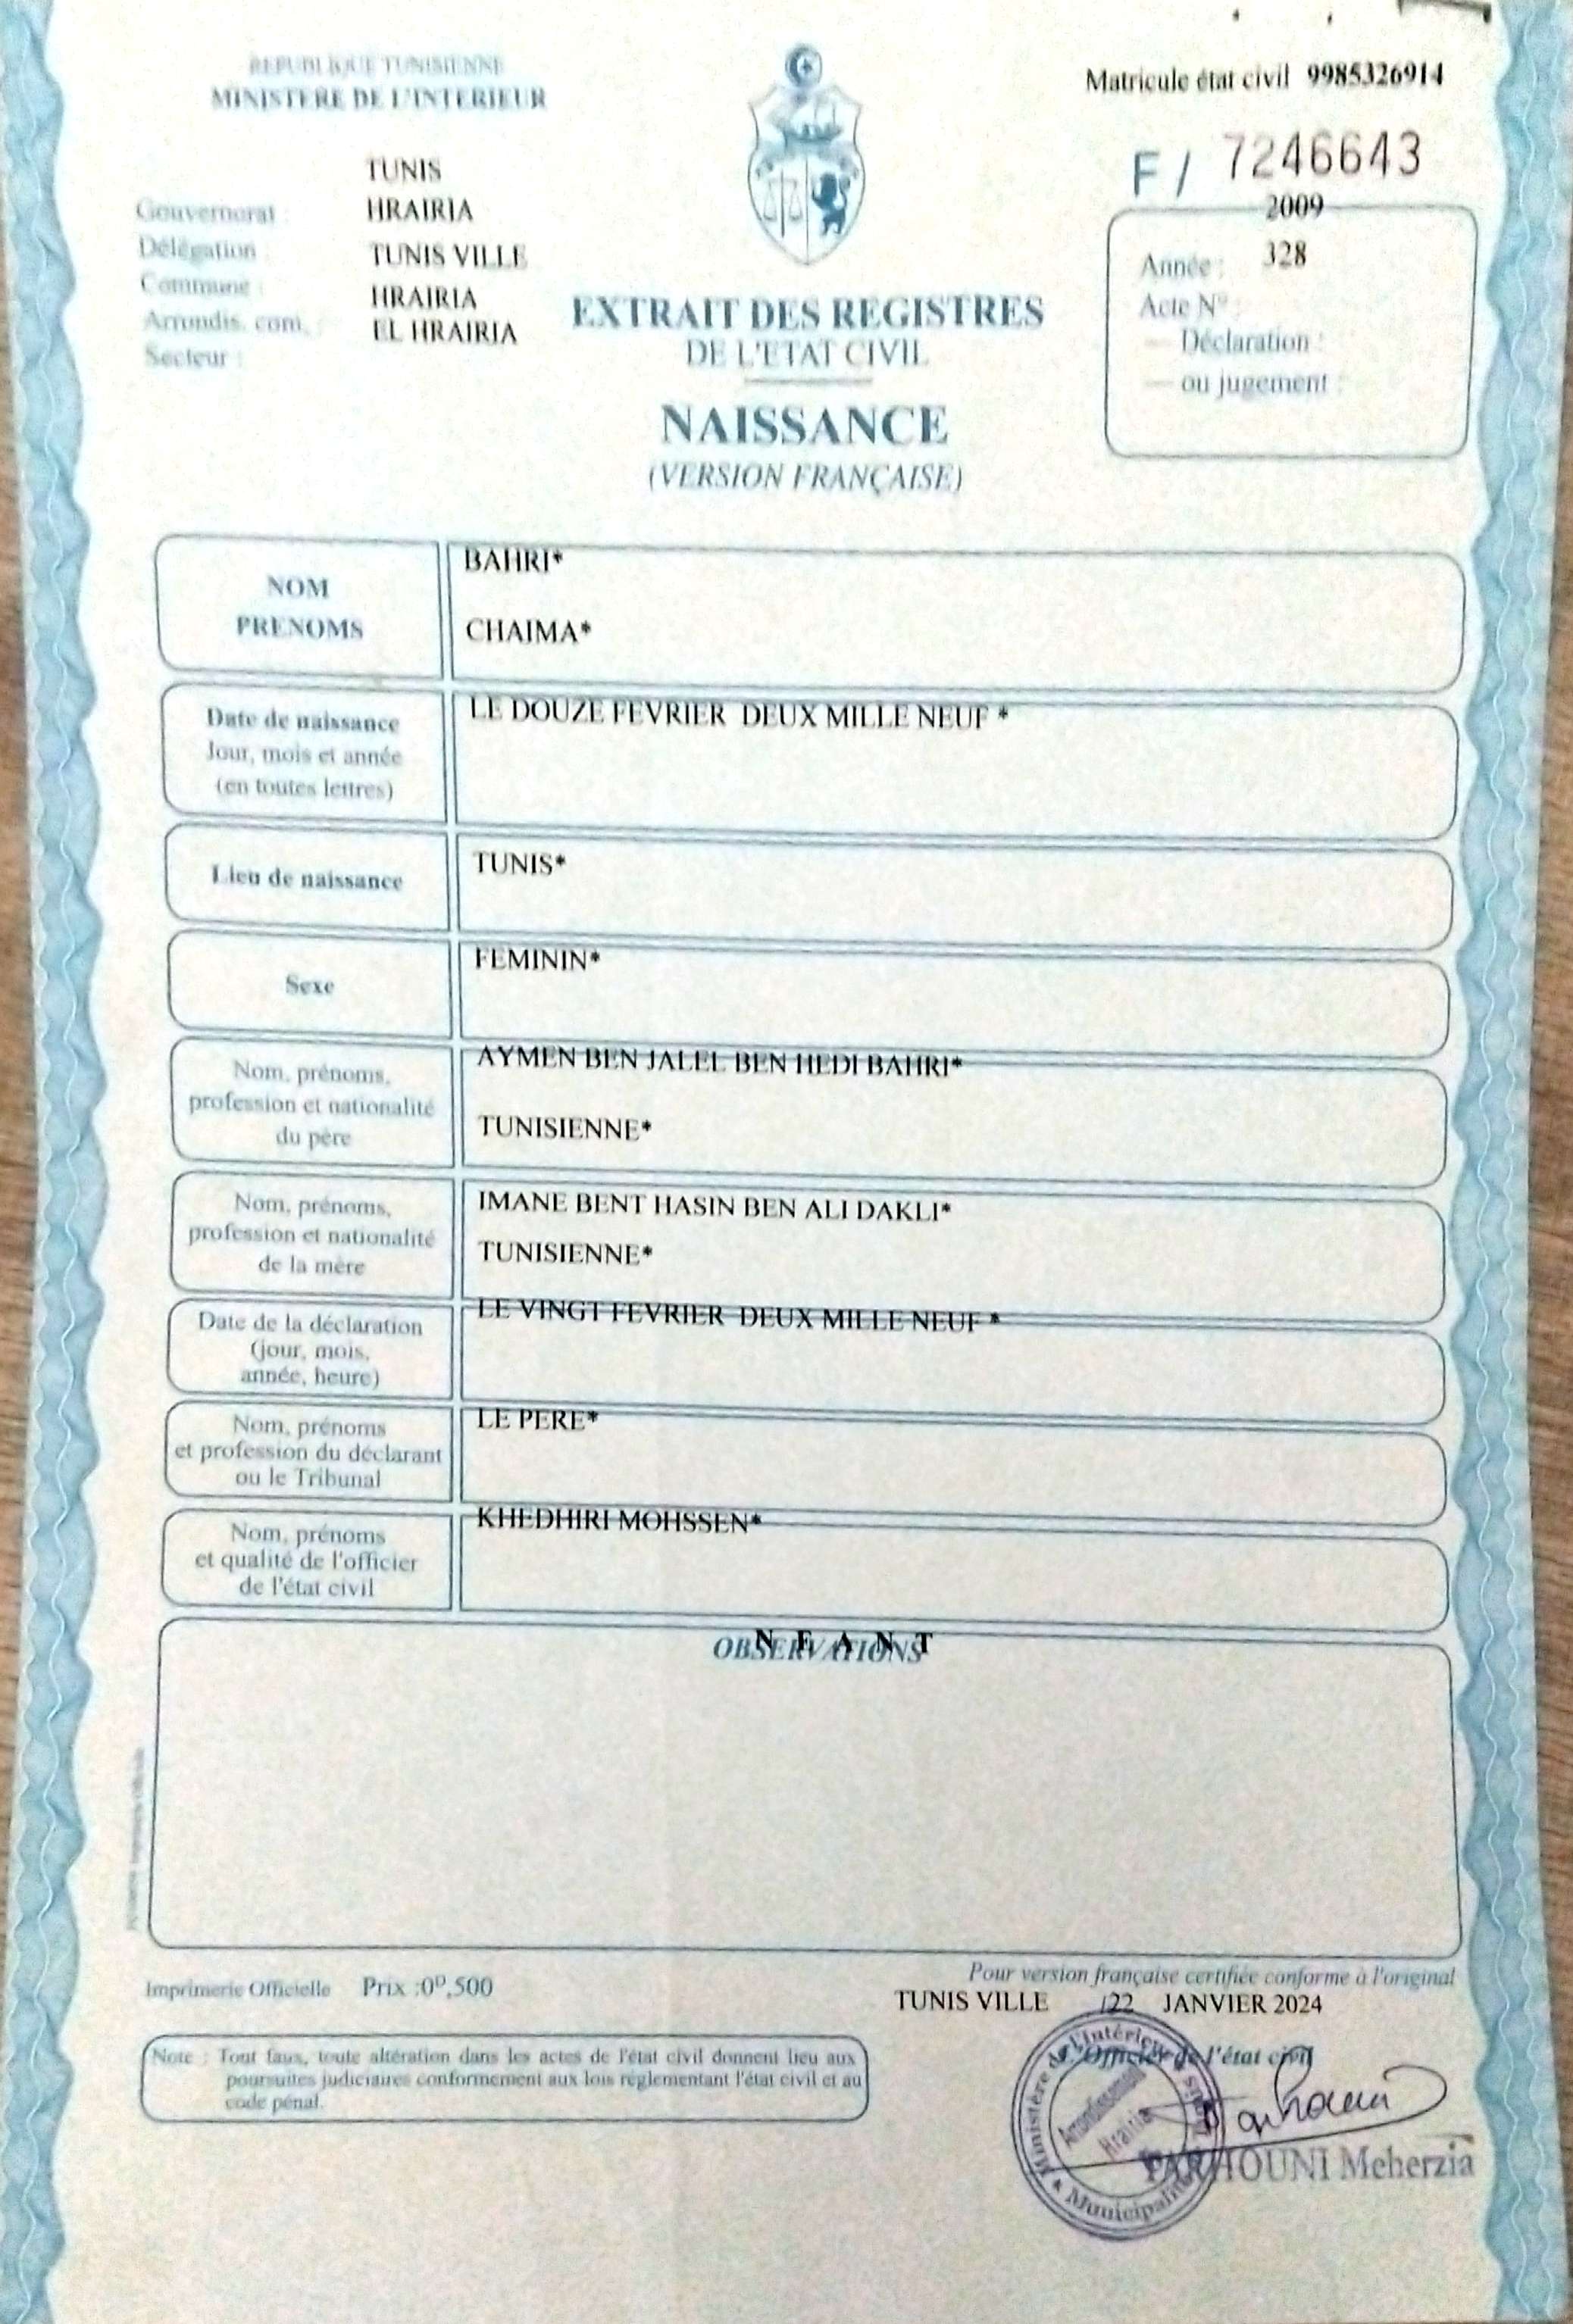 REPUBLIQUE TUNISIENNE
MINISTERE DE L'INTERIEUR
Matricule état civil 9985326914
F / 7246643
TUNIS
Gouvernorat : HRAIRIA
Délégation : TUNIS VILLE
Commune : HRAIRIA
Arrondis. com. : EL HRAIRIA
Secteur :
2009
Année : 328
Acte N° :
— Déclaration :
— ou jugement :
EXTRAIT DES REGISTRES
DE L'ETAT CIVIL
NAISSANCE
(VERSION FRANÇAISE)
NOM
PRENOMS
BAHRI*
CHAIMA*
Date de naissance
Jour, mois et année
(en toutes lettres)
LE DOUZE FEVRIER DEUX MILLE NEUF *
Lieu de naissance
TUNIS*
Sexe
FEMININ*
Nom, prénoms,
profession et nationalité
du père
AYMEN BEN JALEL BEN HEDI BAHRI*
TUNISIENNE*
Nom, prénoms,
profession et nationalité
de la mère
IMANE BENT HASIN BEN ALI DAKLI*
TUNISIENNE*
Date de la déclaration
(jour, mois,
année, heure)
LE VINGT FEVRIER DEUX MILLE NEUF *
Nom, prénoms
et profession du déclarant
ou le Tribunal
LE PERE*
Nom, prénoms
et qualité de l'officier
de l'état civil
KHEDHIRI MOHSSEN*
OBSERVATIONS
N E A N T
Imprimerie Officielle Prix :0D,500
Pour version française certifiée conforme à l'original
TUNIS VILLE /22 JANVIER 2024
L'Officier de l'état civil
Note : Tout faux, toute altération dans les actes de l'état civil donnent lieu aux
poursuites judiciaires conformement aux lois réglementant l'état civil et au
code pénal.
Ministère de l'Intérieur
Municipalité
Arrondissement
Hrairia
FARHOUNI Meherzia